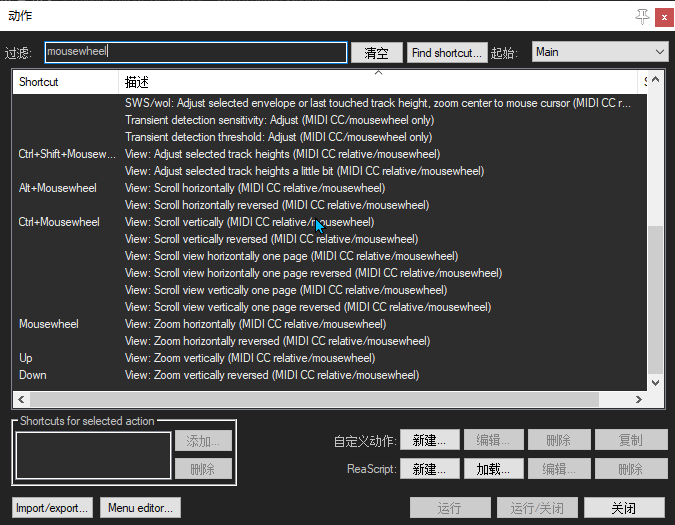 动作
过滤: mousewheel 清空 Find shortcut... 起始: Main
Shortcut 描述
SWS/wol: Adjust selected envelope or last touched track height, zoom center to mouse cursor (MIDI CC r...
Transient detection sensitivity: Adjust (MIDI CC/mousewheel only)
Transient detection threshold: Adjust (MIDI CC/mousewheel only)
Ctrl+Shift+Mousew... View: Adjust selected track heights (MIDI CC relative/mousewheel)
View: Adjust selected track heights a little bit (MIDI CC relative/mousewheel)
Alt+Mousewheel View: Scroll horizontally (MIDI CC relative/mousewheel)
View: Scroll horizontally reversed (MIDI CC relative/mousewheel)
Ctrl+Mousewheel View: Scroll vertically (MIDI CC relative/mousewheel)
View: Scroll vertically reversed (MIDI CC relative/mousewheel)
View: Scroll view horizontally one page (MIDI CC relative/mousewheel)
View: Scroll view horizontally one page reversed (MIDI CC relative/mousewheel)
View: Scroll view vertically one page (MIDI CC relative/mousewheel)
View: Scroll view vertically one page reversed (MIDI CC relative/mousewheel)
Mousewheel View: Zoom horizontally (MIDI CC relative/mousewheel)
View: Zoom horizontally reversed (MIDI CC relative/mousewheel)
Up View: Zoom vertically (MIDI CC relative/mousewheel)
Down View: Zoom vertically reversed (MIDI CC relative/mousewheel)
Shortcuts for selected action
添加...
删除
自定义动作: 新建... 编辑... 删除 复制
ReaScript: 新建... 加载... 编辑... 删除
Import/export... Menu editor... 运行 运行/关闭 关闭